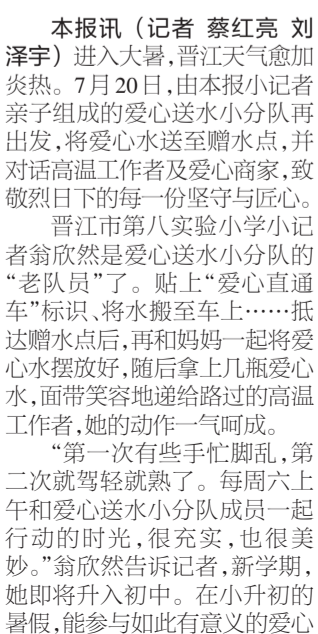 本报讯（记者 蔡红亮 刘
泽宇）进入大暑，晋江天气愈加
炎热。7月20日，由本报小记者
亲子组成的爱心送水小分队再
出发，将爱心水送至赠水点，并
对话高温工作者及爱心商家，致
敬烈日下的每一份坚守与匠心。
晋江市第八实验小学小记
者翁欣然是爱心送水小分队的
“老队员”了。贴上“爱心直通
车”标识、将水搬至车上……抵
达赠水点后，再和妈妈一起将爱
心水摆放好，随后拿上几瓶爱心
水，面带笑容地递给路过的高温
工作者，她的动作一气呵成。
“第一次有些手忙脚乱，第
二次就驾轻就熟了。每周六上
午和爱心送水小分队成员一起
行动的时光，很充实，也很美
妙。”翁欣然告诉记者，新学期，
她即将升入初中。在小升初的
暑假，能参与如此有意义的爱心